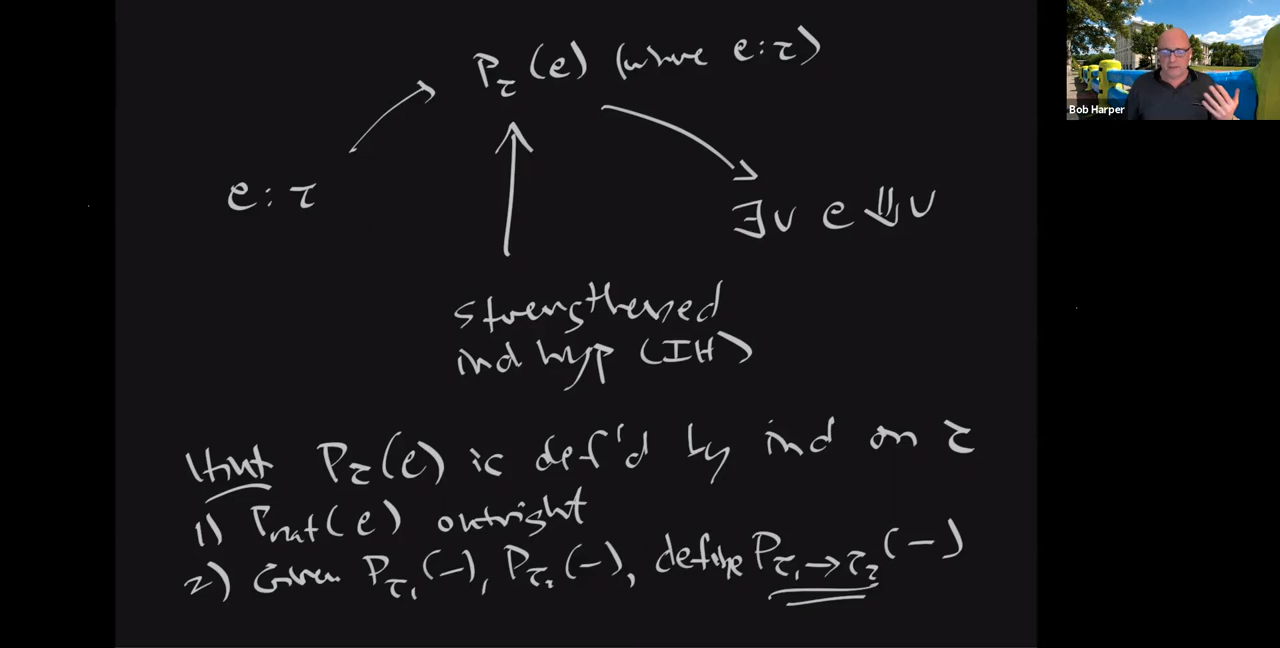 P_τ(e) (where e:τ)
Bob Harper
e : τ
∃v e ⇓ v
strengthened
ind hyp (IH)
Hint P_τ(e) is def'd by ind on τ
1) P_nat(e) outright
2) Given P_τ₁(-), P_τ₂(-), define P_τ₁→τ₂(-)